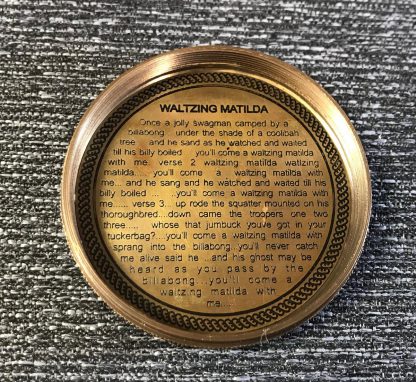 WALTZING MATILDA
Once a jolly swagman camped by a
billabong under the shade of a coolibah
tree and he sand as he watched and waited
till his billy boiled ...you'll come a waltzing matilda
with me. verse 2 waltzing matilda watizing
matilda.... you'll come a waltzing matilda with
me... and he sang and he watched and waited till his
billy boiled ... ...you'll come a waltzing matilda with
me..... verse 3... up rode the squatter mounted on his
thoroughbred...down came the troopers one two
three..... whose that jumbuck you've got in your
tuckerbag?....you'll come a waltzing matilda with
sprang into the billabong..you'll never catch
me alive said he ...and his ghost may be
heard as you pass by the
billabong...you'll come a
waltzing matilda with
me....